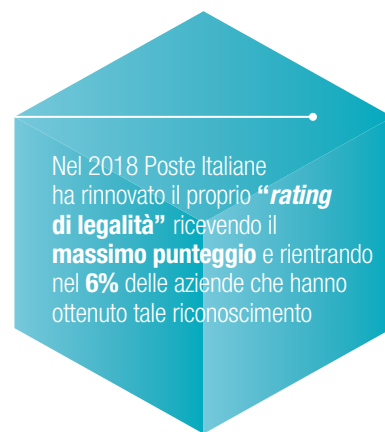 Nel 2018 Poste Italiane
ha rinnovato il proprio “rating
di legalità” ricevendo il
massimo punteggio e rientrando
nel 6% delle aziende che hanno
ottenuto tale riconoscimento